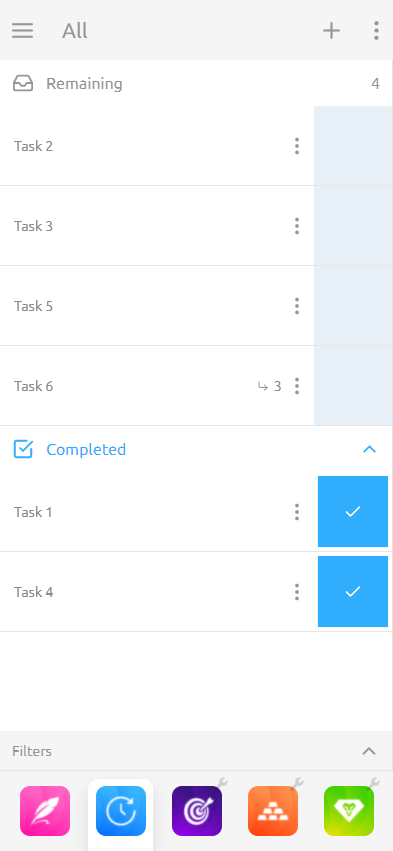 All
Remaining 4
Task 2
Task 3
Task 5
Task 6 3
Completed
Task 1
Task 4
Filters